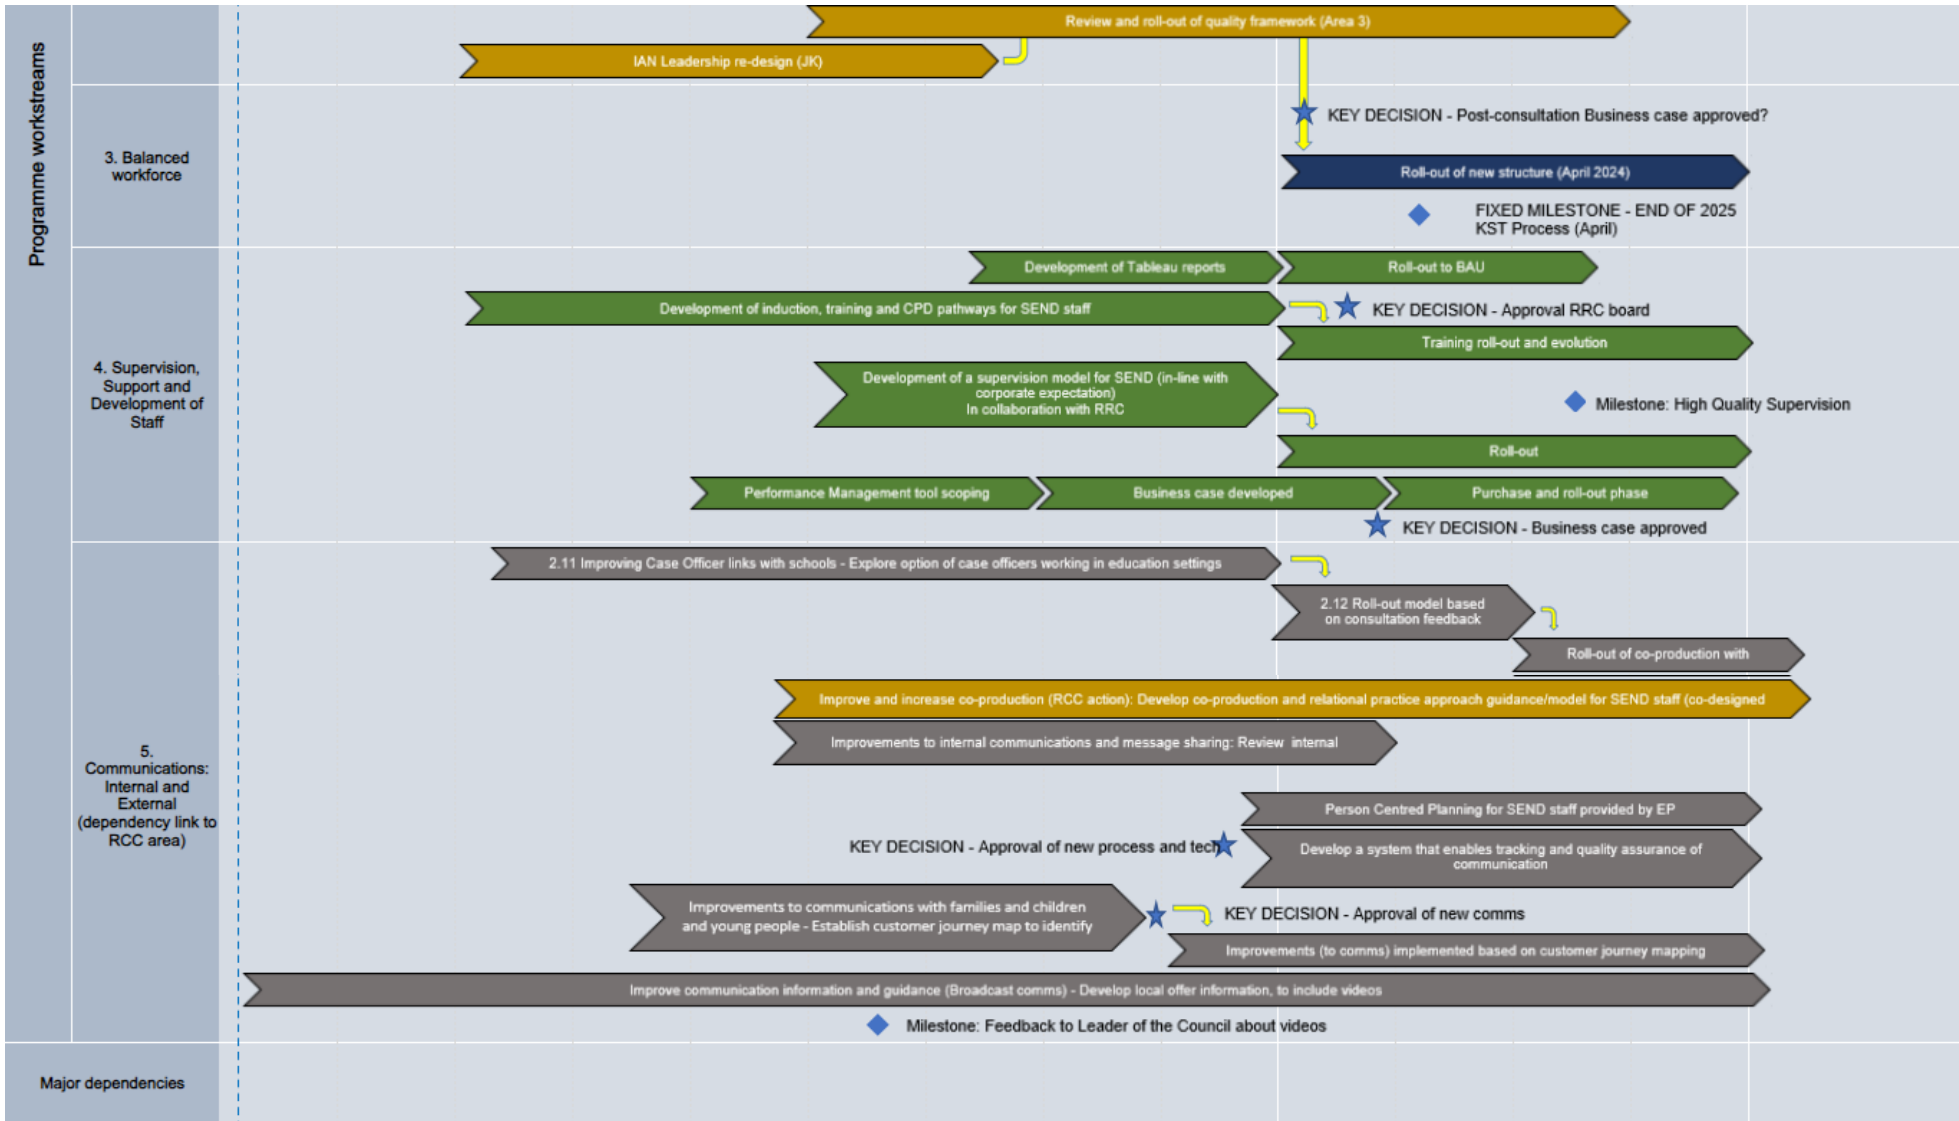 Programme workstreams
Review and roll-out of quality framework (Area 3)
IAN Leadership re-design (JK)
3. Balanced
workforce
KEY DECISION - Post-consultation Business case approved?
Roll-out of new structure (April 2024)
FIXED MILESTONE - END OF 2025
KST Process (April)
4. Supervision,
Support and
Development of
Staff
Development of Tableau reports
Roll-out to BAU
Development of induction, training and CPD pathways for SEND staff
KEY DECISION - Approval RRC board
Training roll-out and evolution
Development of a supervision model for SEND (in-line with
corporate expectation)
In collaboration with RRC
Milestone: High Quality Supervision
Roll-out
Performance Management tool scoping
Business case developed
Purchase and roll-out phase
KEY DECISION - Business case approved
5.
Communications:
Internal and
External
(dependency link to
RCC area)
2.11 Improving Case Officer links with schools - Explore option of case officers working in education settings
2.12 Roll-out model based
on consultation feedback
Roll-out of co-production with
Improve and increase co-production (RCC action): Develop co-production and relational practice approach guidance/model for SEND staff (co-designed
Improvements to internal communications and message sharing: Review internal
Person Centred Planning for SEND staff provided by EP
KEY DECISION - Approval of new process and tech
Develop a system that enables tracking and quality assurance of
communication
Improvements to communications with families and children
and young people - Establish customer journey map to identify
KEY DECISION - Approval of new comms
Improvements (to comms) implemented based on customer journey mapping
Improve communication information and guidance (Broadcast comms) - Develop local offer information, to include videos
Milestone: Feedback to Leader of the Council about videos
Major dependencies